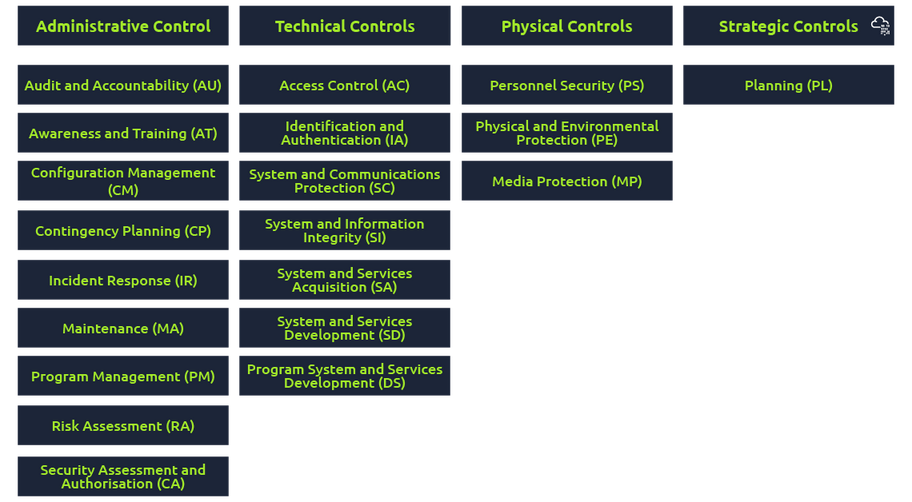 Administrative Control
Technical Controls
Physical Controls
Strategic Controls
Audit and Accountability (AU)
Access Control (AC)
Personnel Security (PS)
Planning (PL)
Awareness and Training (AT)
Identification and
Authentication (IA)
Physical and Environmental
Protection (PE)
Configuration Management
(CM)
System and Communications
Protection (SC)
Media Protection (MP)
Contingency Planning (CP)
System and Information
Integrity (SI)
Incident Response (IR)
System and Services
Acquisition (SA)
Maintenance (MA)
System and Services
Development (SD)
Program Management (PM)
Program System and Services
Development (DS)
Risk Assessment (RA)
Security Assessment and
Authorisation (CA)